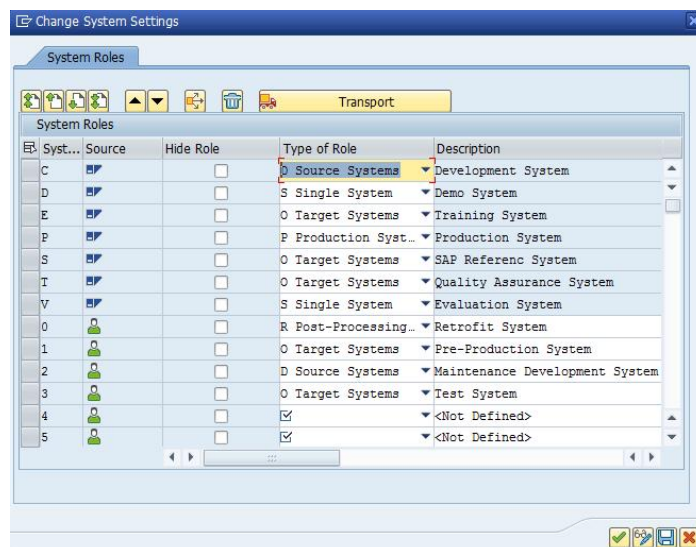 Change System Settings
System Roles
Transport
System Roles
Syst... Source Hide Role Type of Role Description
C D Source Systems Development System
D S Single System Demo System
E O Target Systems Training System
P P Production Syst... Production System
S O Target Systems SAP Referenc System
T O Target Systems Quality Assurance System
V S Single System Evaluation System
0 R Post-Processing... Retrofit System
1 O Target Systems Pre-Production System
2 D Source Systems Maintenance Development System
3 O Target Systems Test System
4 <Not Defined>
5 <Not Defined>